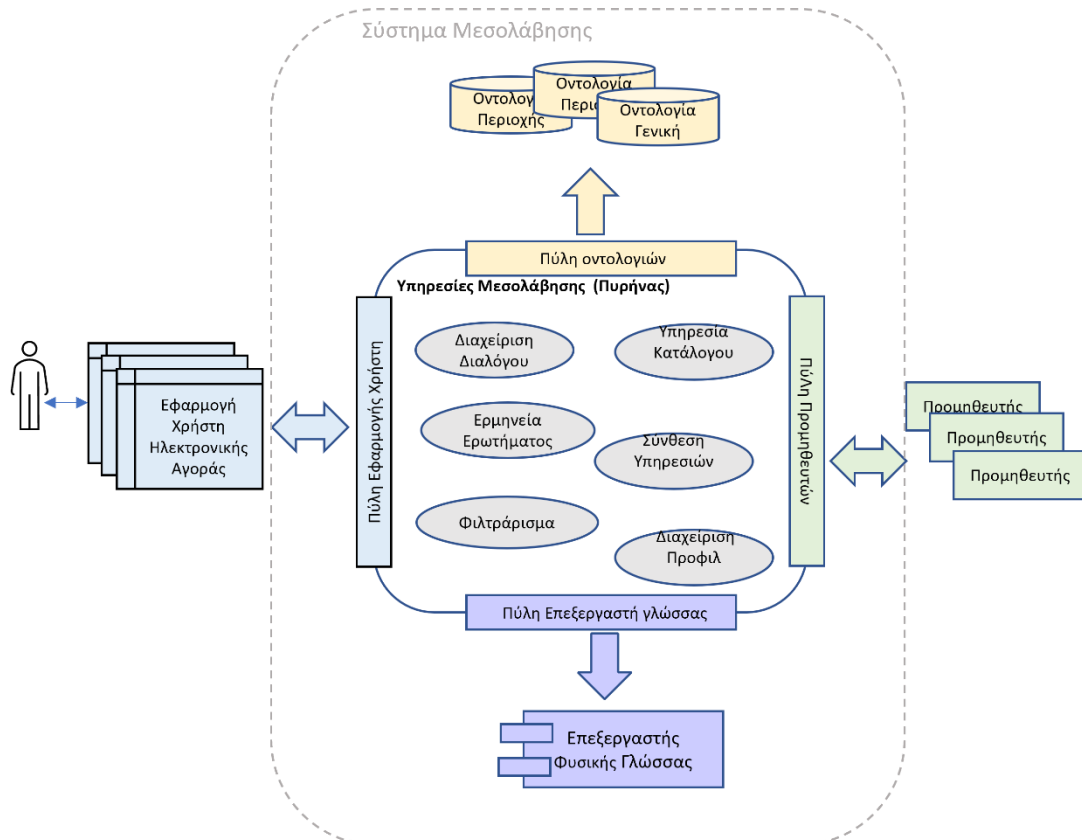 Σύστημα Μεσολάβησης
Οντολογία
Περιοχής
Οντολογία
Γενική
Πύλη οντολογιών
Υπηρεσίες Μεσολάβησης (Πυρήνας)
Διαχείριση
Διαλόγου
Υπηρεσία
Κατάλογου
Ερμηνεία
Ερωτήματος
Σύνθεση
Υπηρεσιών
Φιλτράρισμα
Διαχείριση
Προφιλ
Πύλη Εφαρμογής Χρήστη
Πύλη Προμηθευτών
Εφαρμογή
Χρήστη
Ηλεκτρονικής
Αγοράς
Προμηθευτής
Προμηθευτής
Προμηθευτής
Πύλη Επεξεργαστή γλώσσας
Επεξεργαστής
Φυσικής Γλώσσας